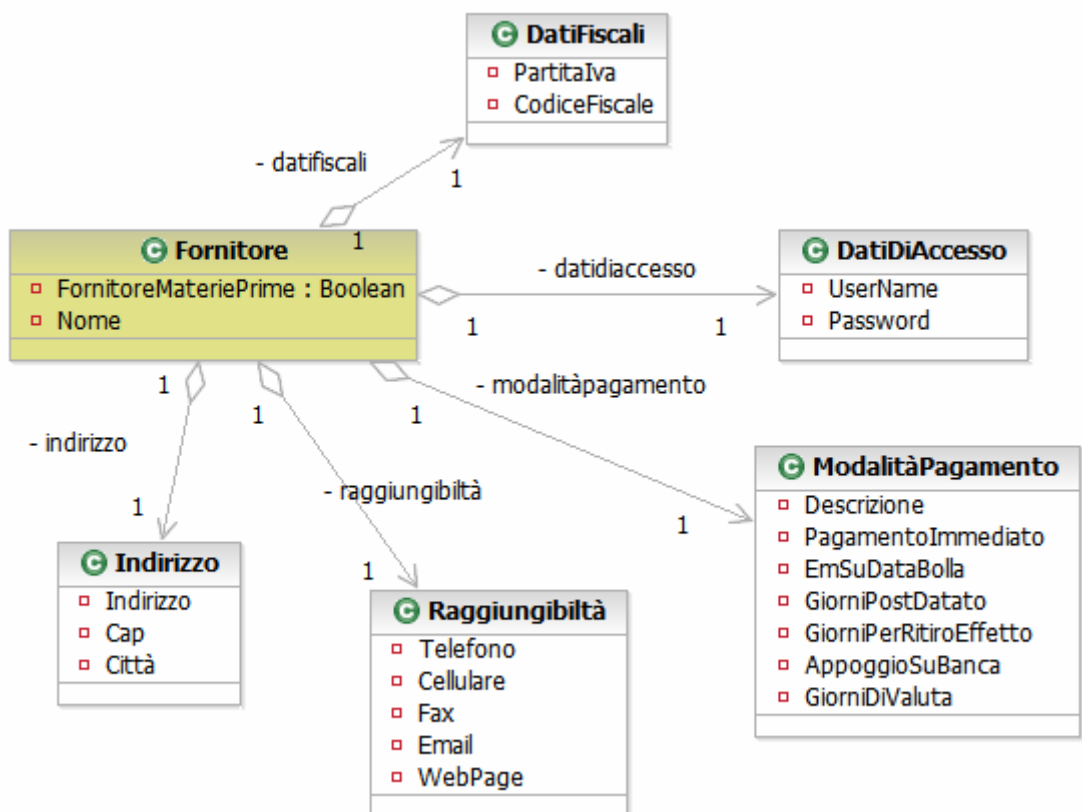 C DatiFiscali
PartitaIva
CodiceFiscale
- datifiscali
1
1
C Fornitore
FornitoreMateriePrime : Boolean
Nome
- datidiaccesso
1
1
C DatiDiAccesso
UserName
Password
- modalitàpagamento
1
1
1
1
- indirizzo
- raggiungibiltà
1
1
C ModalitàPagamento
Descrizione
PagamentoImmediato
EmSuDataBolla
GiorniPostDatato
GiorniPerRitiroEffetto
AppoggioSuBanca
GiorniDiValuta
C Indirizzo
Indirizzo
Cap
Città
C Raggiungibiltà
Telefono
Cellulare
Fax
Email
WebPage